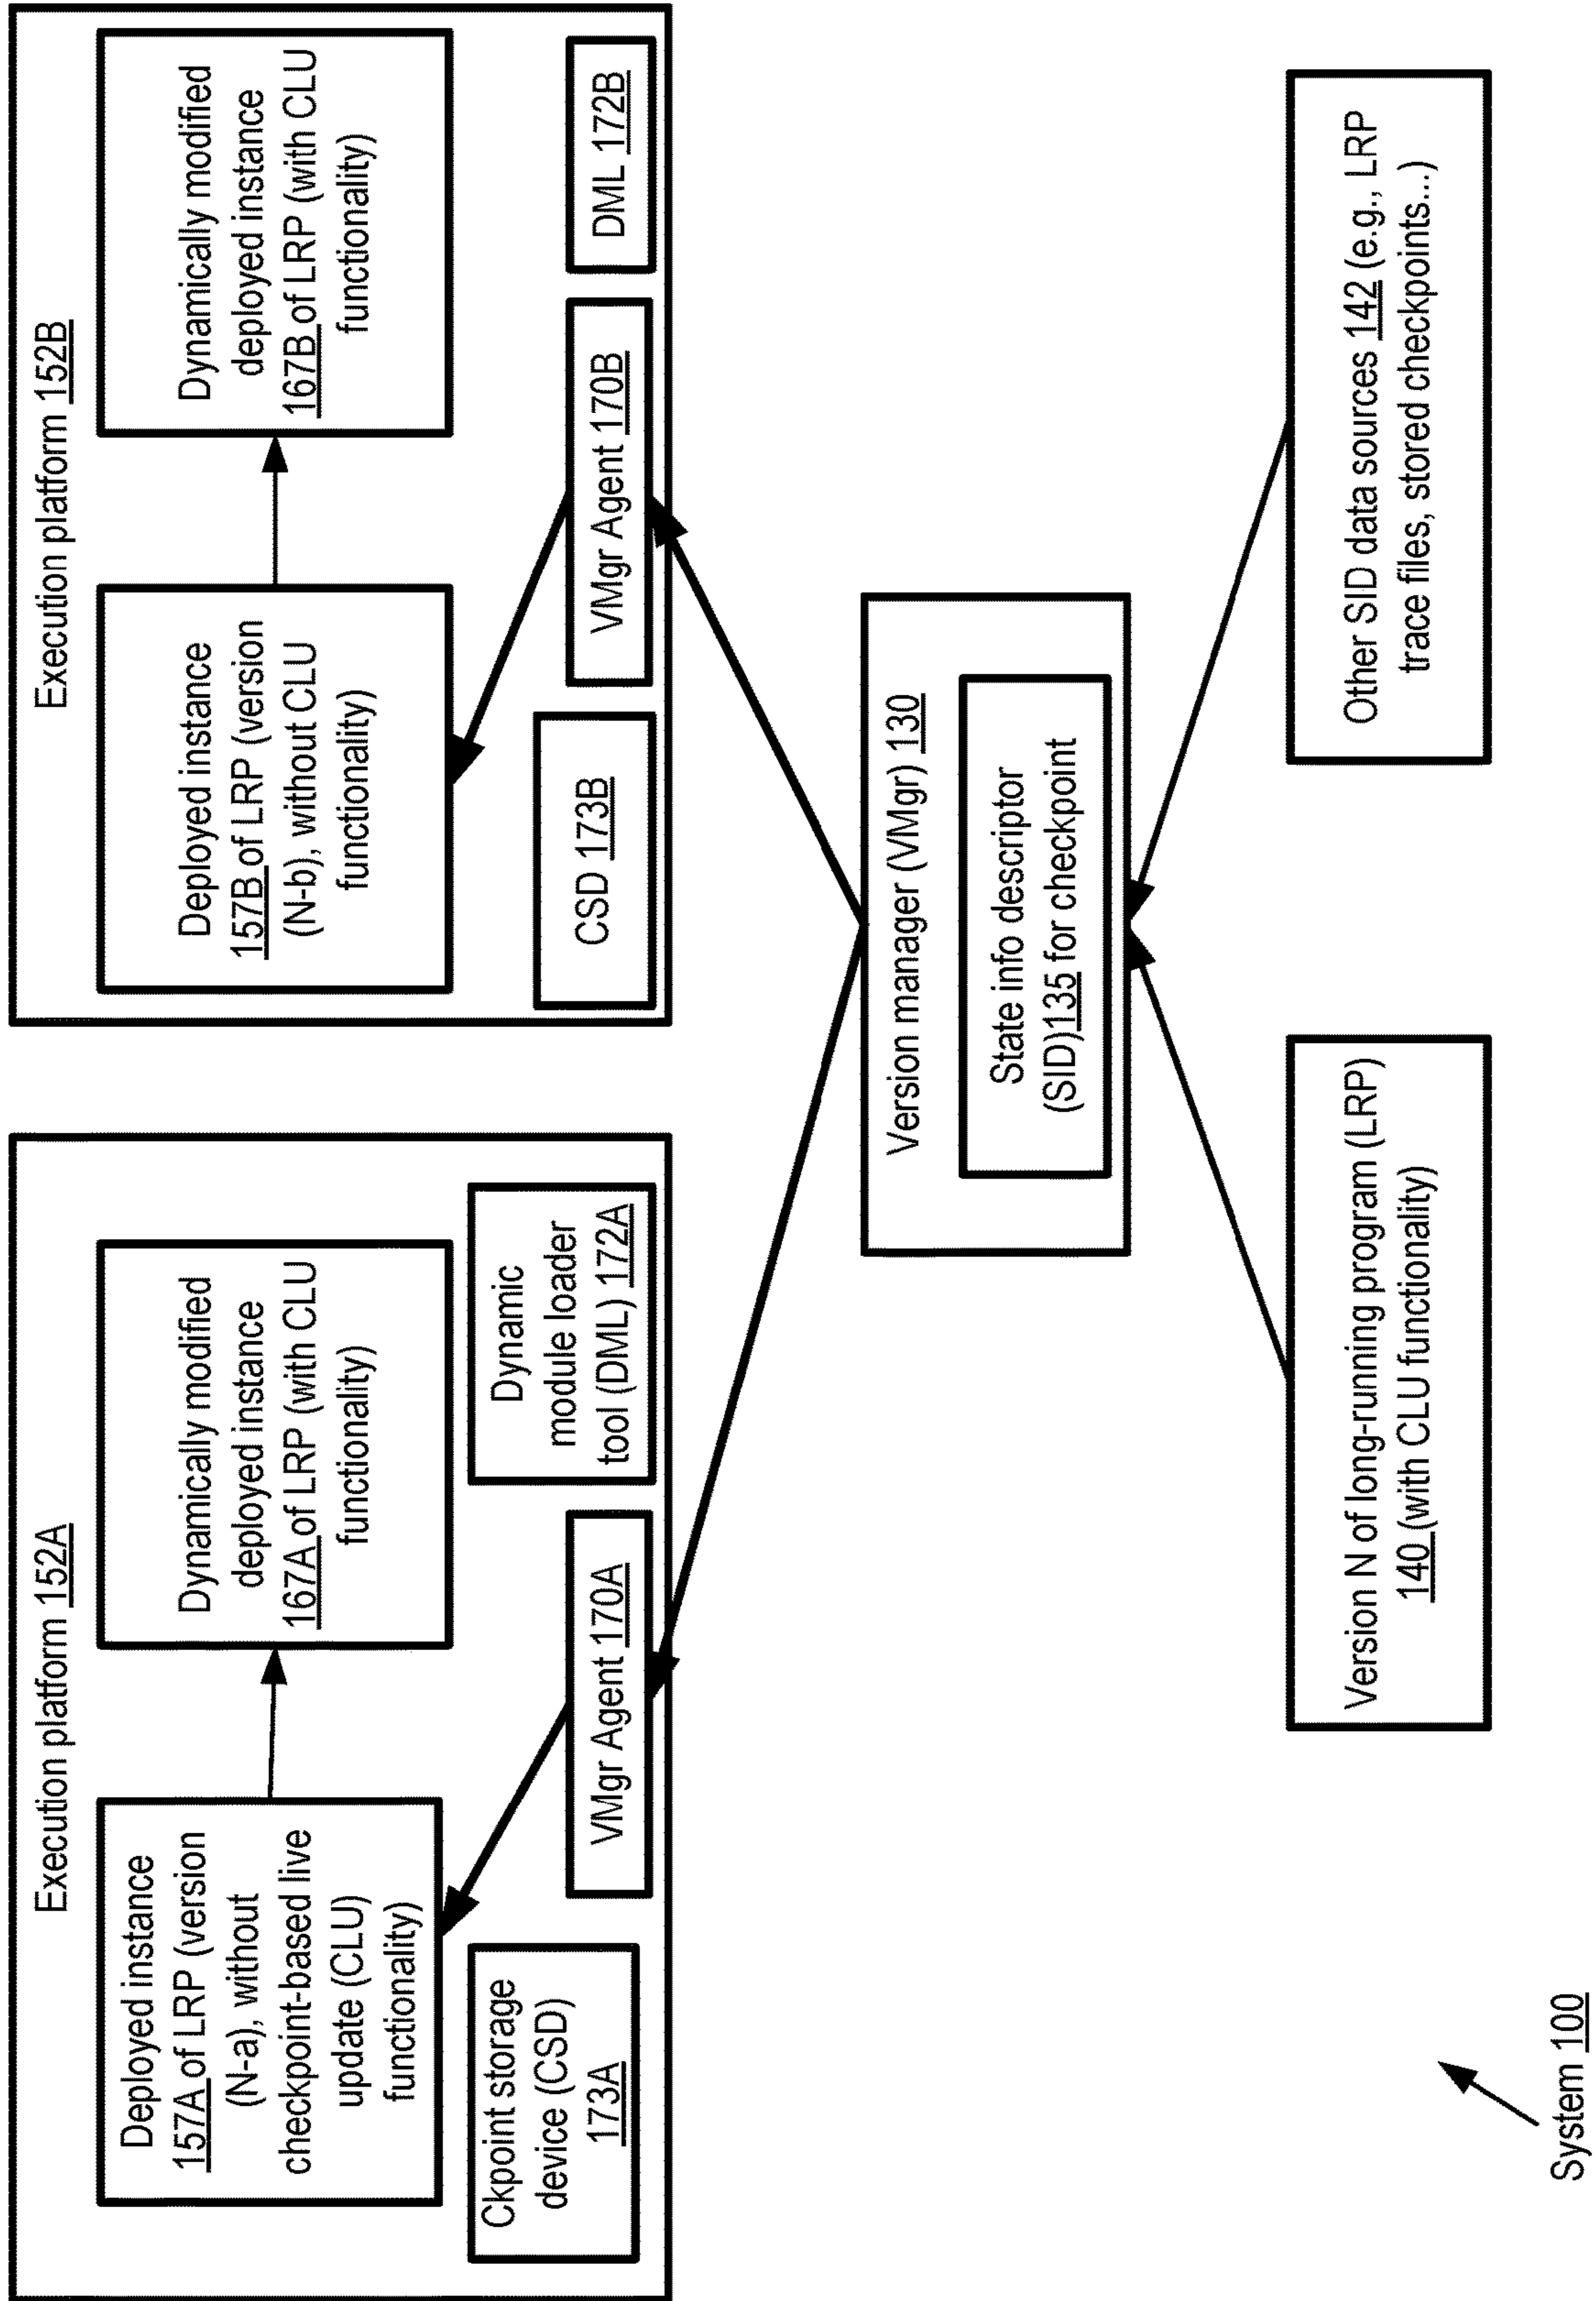 Execution platform 152A
Deployed instance
157A of LRP (version
(N-a), without
checkpoint-based live
update (CLU)
functionality)
Dynamically modified
deployed instance
167A of LRP (with CLU
functionality)
Ckpoint storage
device (CSD)
173A
VMgr Agent 170A
Dynamic
module loader
tool (DML) 172A
Execution platform 152B
Deployed instance
157B of LRP (version
(N-b), without CLU
functionality)
Dynamically modified
deployed instance
167B of LRP (with CLU
functionality)
CSD 173B
VMgr Agent 170B
DML 172B
Version manager (VMgr) 130
State info descriptor
(SID)135 for checkpoint
Version N of long-running program (LRP)
140 (with CLU functionality)
Other SID data sources 142 (e.g., LRP
trace files, stored checkpoints...)
System 100